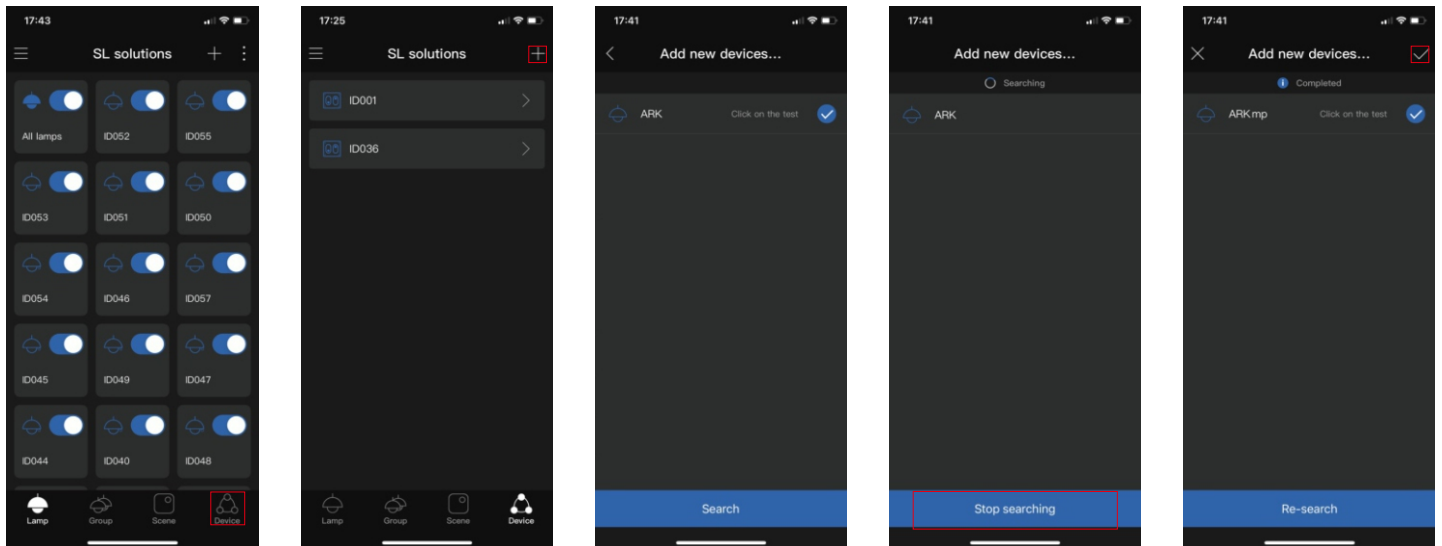 17:43
SL solutions
All lamps
ID052
ID055
ID053
ID051
ID050
ID054
ID046
ID057
ID045
ID049
ID047
ID044
ID040
ID048
Lamp
Group
Scene
Device
17:25
SL solutions
ID001
ID036
Lamp
Group
Scene
Device
17:41
Add new devices...
ARK
Click on the test
Search
17:41
Add new devices...
Searching
ARK
Stop searching
17:41
Add new devices...
Completed
ARKmp
Click on the test
Re-search